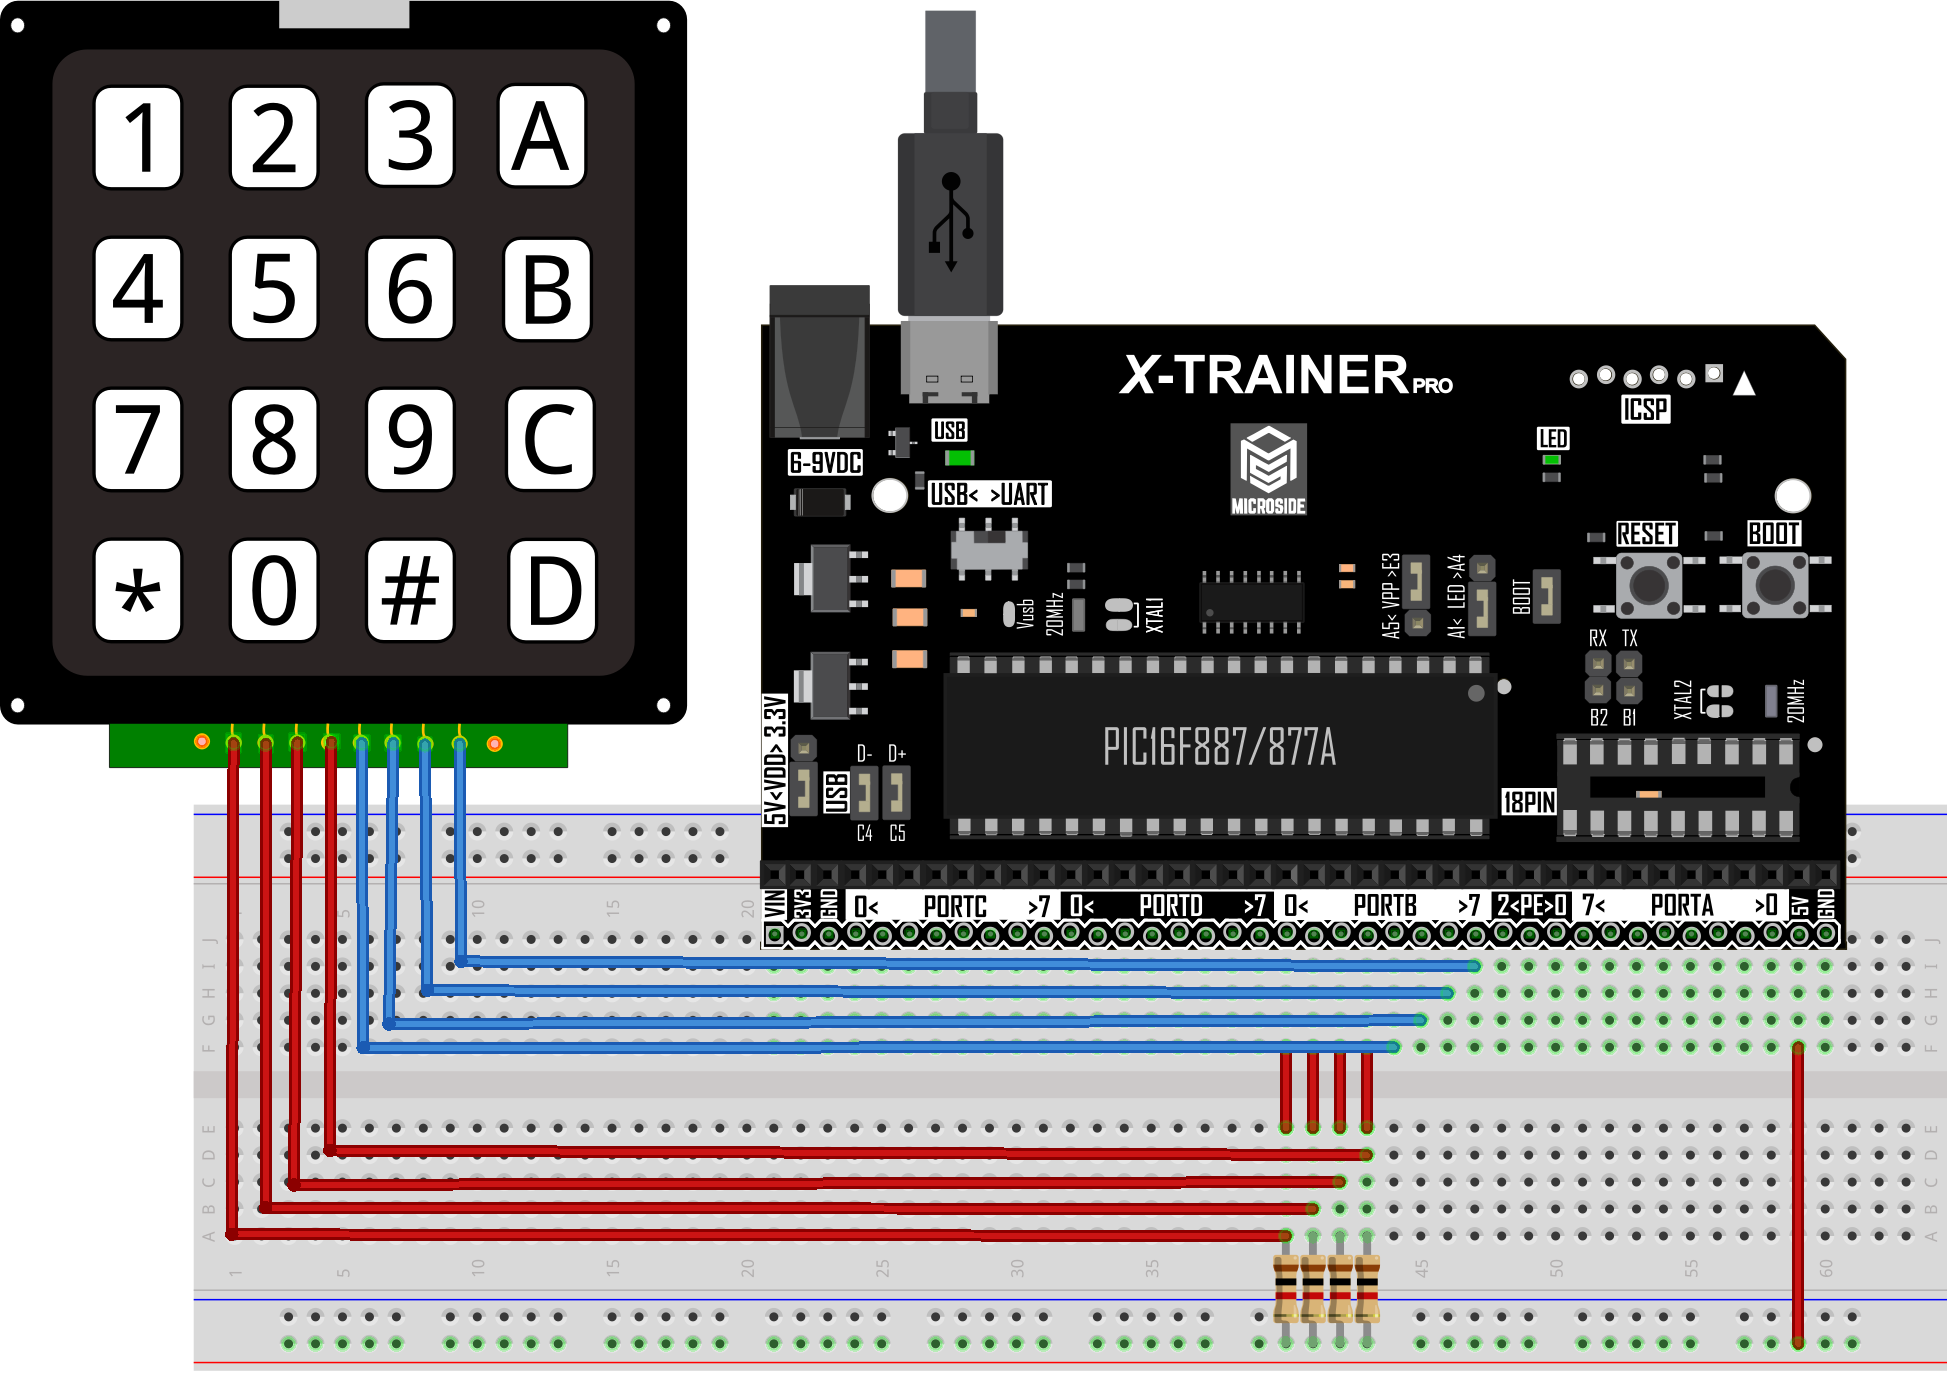 1 2 3 A
4 5 6 B
7 8 9 C
* 0 # D
X-TRAINER PRO
ICSP
MICROSIDE
USB
LED
6-9VDC
USB< >UART
RESET
BOOT
Vusb
20MHz
XTAL1
A5< VPP >E3
A1< LED >A4
BOOT
RX TX
B2 B1
XTAL2
20MHz
5V<VDD> 3.3V
USB
D- D+
C4 C5
PIC16F887/877A
18PIN
VIN
3V3
GND
0< PORTC >7
0< PORTD >7
0< PORTB >7
2<PE>0
7< PORTA >0
5V
GND
5 10 15 20
J J
I I
H H
G G
F F
E E
D D
C C
B B
A A
1 5 10 15 20 25 30 35 45 50 55 60